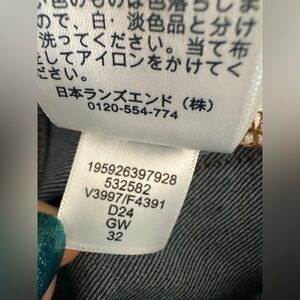 い色のものは色落ちしま
ので、白・淡色品と分け
洗ってください。当て布
をしてアイロンをかけてく
ださい。
日本ランズエンド（株）
0120-554-774
195926397928
532582
V3997/F4391
D24
GW
32